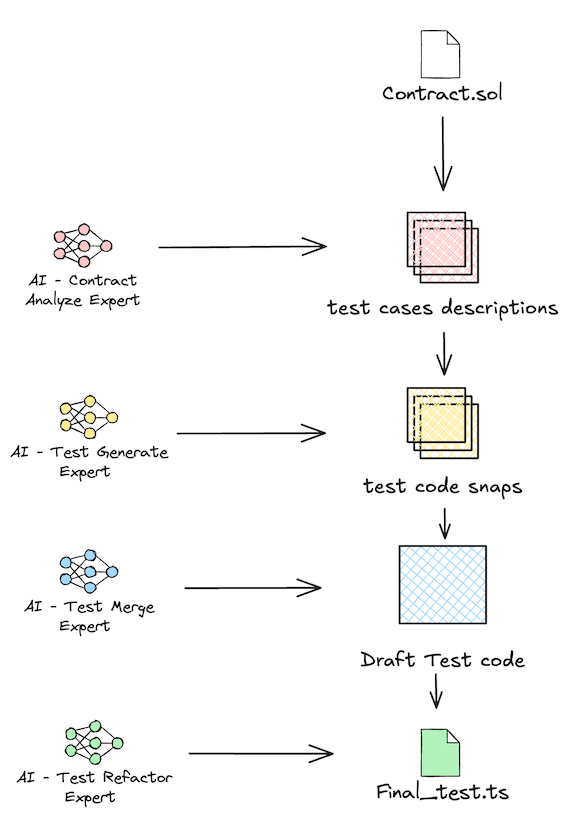 Contract.sol
AI - Contract
Analyze Expert
test cases descriptions
AI - Test Generate
Expert
test code snaps
AI - Test Merge
Expert
Draft Test code
AI - Test Refactor
Expert
Final_test.ts